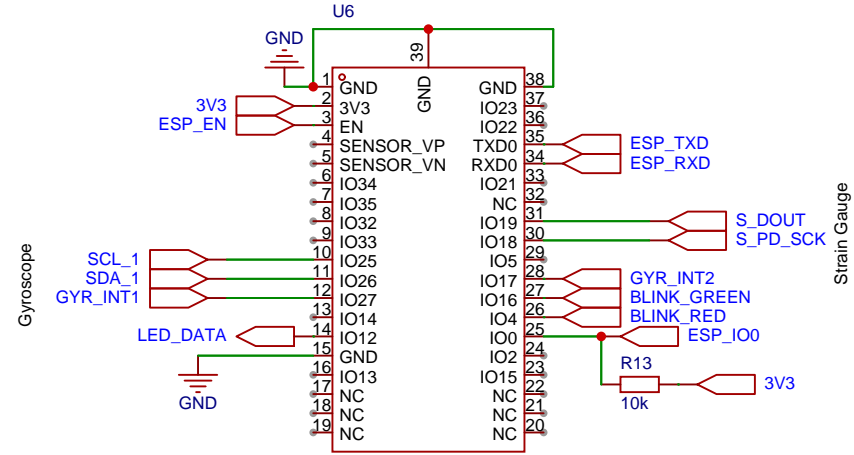 U6
GND
39
GND
1 GND
2 3V3
3 EN
4 SENSOR_VP
5 SENSOR_VN
6 IO34
7 IO35
8 IO32
9 IO33
10 IO25
11 IO26
12 IO27
13 IO14
14 IO12
15 GND
16 IO13
17 NC
18 NC
19 NC
GND 38
IO23 37
IO22 36
TXD0 35
RXD0 34
IO21 33
NC 32
IO19 31
IO18 30
IO5 29
IO17 28
IO16 27
IO4 26
IO0 25
IO2 24
IO15 23
NC 22
NC 21
NC 20
3V3
ESP_EN
Gyroscope
SCL_1
SDA_1
GYR_INT1
LED_DATA
GND
ESP_TXD
ESP_RXD
S_DOUT
S_PD_SCK
Strain Gauge
GYR_INT2
BLINK_GREEN
BLINK_RED
ESP_IO0
R13
10k
3V3